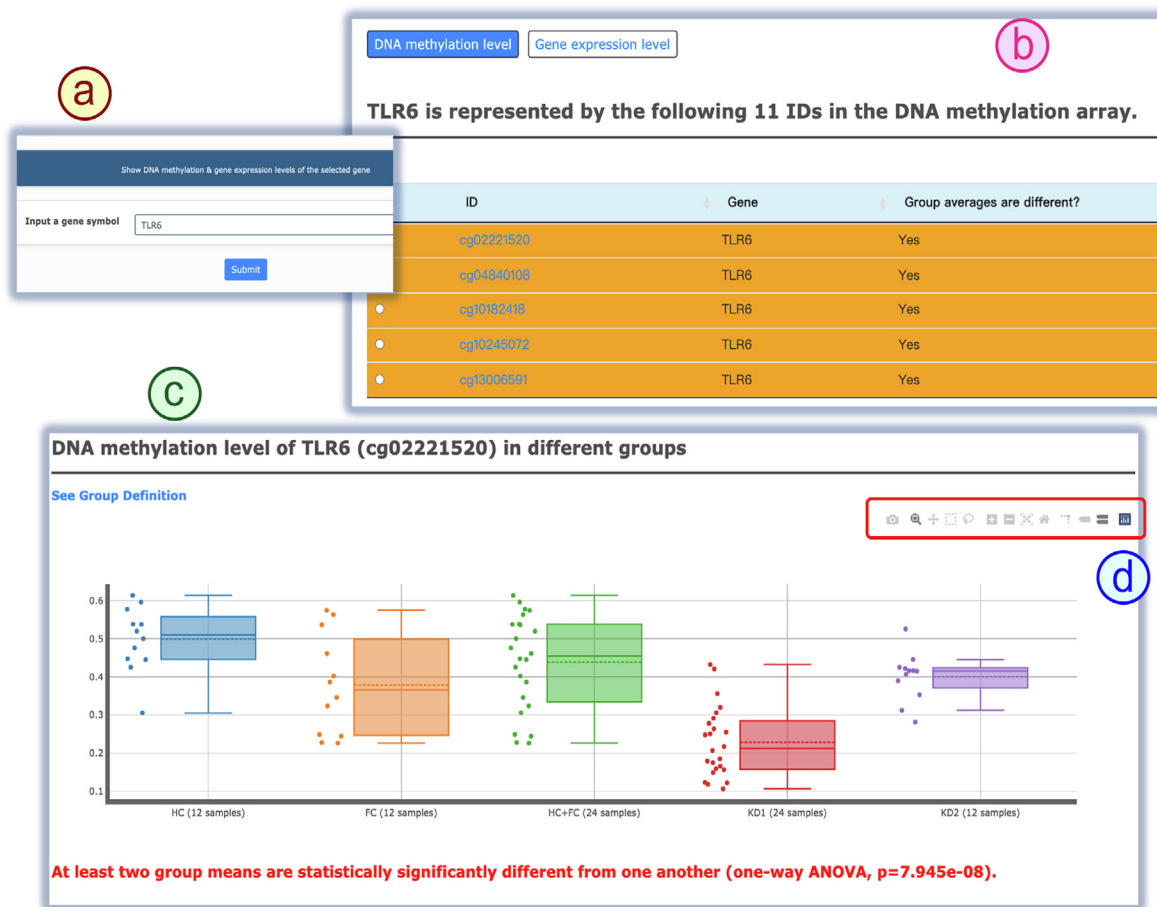 a
Show DNA methylation & gene expression levels of the selected gene
Input a gene symbol
TLR6
Submit
b
DNA methylation level Gene expression level
TLR6 is represented by the following 11 IDs in the DNA methylation array.
ID Gene Group averages are different?
cg02221520 TLR6 Yes
cg04840108 TLR6 Yes
cg10182418 TLR6 Yes
cg10245072 TLR6 Yes
cg13006591 TLR6 Yes
c
DNA methylation level of TLR6 (cg02221520) in different groups
See Group Definition
d
0.6
0.5
0.4
0.3
0.2
0.1
HC (12 samples) FC (12 samples) HC+FC (24 samples) KD1 (24 samples) KD2 (12 samples)
At least two group means are statistically significantly different from one another (one-way ANOVA, p=7.945e-08).